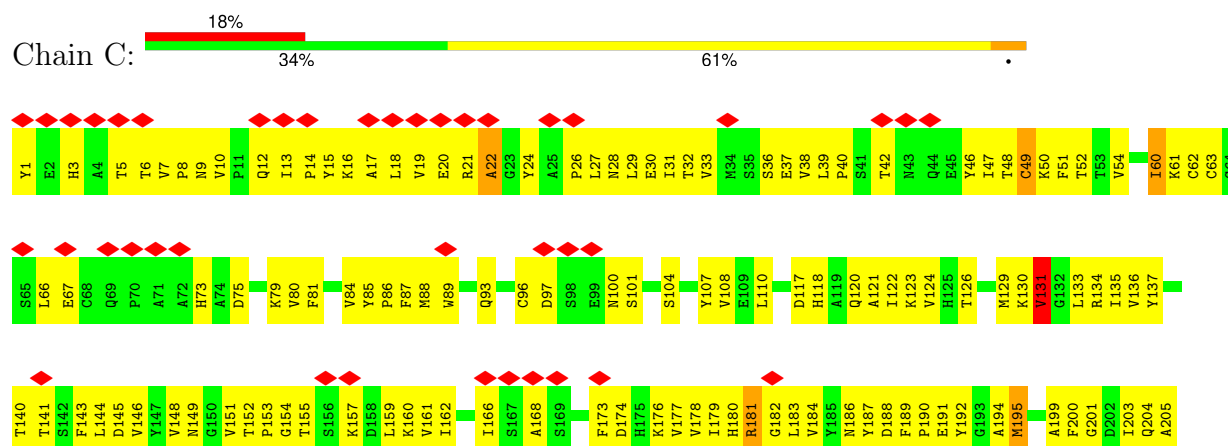 18%
Chain C:
34% 61% •
Y1 E2 H3 A4 T5 T6 V7 P8 N9 V10 P11 Q12 I13 P14 Y15 K16 A17 L18 V19 E20 R21 A22 G23 Y24 A25 P26 L27 N28 L29 E30 I31 T32 V33 M34 S35 S36 E37 V38 L39 P40 S41 T42 N43 Q44 E45 Y46 I47 T48 C49 K50 F51 T52 T53 V54 I60 K61 C62 C63
S65 L66 E67 C68 Q69 P70 A71 A72 H73 A74 D75 K79 V80 F81 V84 Y85 P86 F87 M88 W89 Q93 C96 D97 S98 E99 N100 S101 S104 Y107 V108 E109 L110 D117 H118 A119 Q120 A121 I122 K123 V124 H125 T126 M129 K130 V131 G132 L133 R134 I135 V136 Y137
T140 T141 S142 F143 L144 D145 V146 Y147 V148 N149 G150 V151 T152 P153 G154 T155 S156 K157 D158 L159 K160 V161 I162 I166 S167 A168 S169 F173 D174 H175 K176 V177 V178 I179 H180 R181 G182 L183 V184 Y185 N186 Y187 D188 F189 P190 E191 Y192 G193 A194 M195 A199 F200 G201 D202 I203 Q204 A205